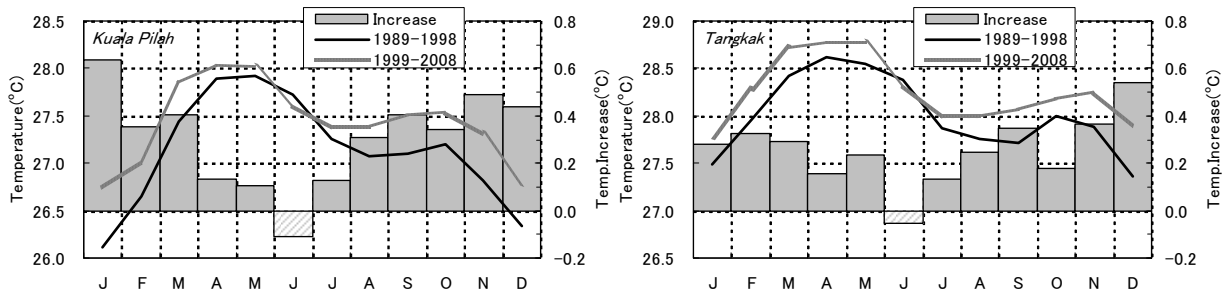 Kuala Pilah
Increase
1989-1998
1999-2008
Temperature(°C)
28.5
28.0
27.5
27.0
26.5
26.0
0.8
0.6
0.4
0.2
0.0
-0.2
Temp.Increase(°C)
J F M A M J J A S O N D
Tangkak
Increase
1989-1998
1999-2008
Temperature(°C)
29.0
28.5
28.0
27.5
27.0
26.5
0.8
0.6
0.4
0.2
0.0
-0.2
Temp.Increase(°C)
J F M A M J J A S O N D